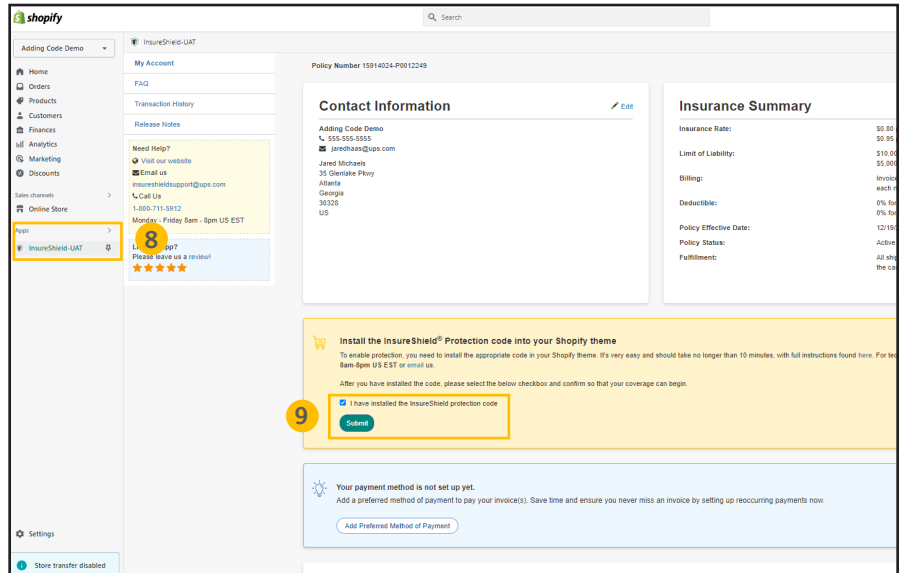 shopify
Search
Adding Code Demo
Home
Orders
Products
Customers
Finances
Analytics
Marketing
Discounts
Sales channels
Online Store
Apps
InsureShield-UAT
8
Settings
Store transfer disabled
InsureShield-UAT
My Account
FAQ
Transaction History
Release Notes
Need Help?
Visit our website
Email us
insureshieldsupport@ups.com
Call Us
1-800-711-5912
Monday - Friday 8am - 8pm US EST
Please leave us a review!
Policy Number 15914024-P0012249
Contact Information
Edit
Adding Code Demo
555-555-5555
jaredhaas@ups.com
Jared Michaels
35 Glenlake Pkwy
Atlanta
Georgia
30328
US
Insurance Summary
Insurance Rate: $0.80
$0.95
Limit of Liability: $10,00
$5,000
Billing: Invoice
each
Deductible: 0% for
0% for
Policy Effective Date: 12/19/
Policy Status: Active
Fulfillment: All
the
Install the InsureShield® Protection code into your Shopify theme
To enable protection, you need to install the appropriate code in your Shopify theme. It's very easy and should take no longer than 10 minutes, with full instructions found here. For
8am-8pm US EST or email us.
After you have installed the code, please select the below checkbox and confirm so that your coverage can begin.
9
I have installed the InsureShield protection code
Submit
Your payment method is not set up yet.
Add a preferred method of payment to pay your invoice(s). Save time and ensure you never miss an invoice by setting up reoccurring payments now.
Add Preferred Method of Payment